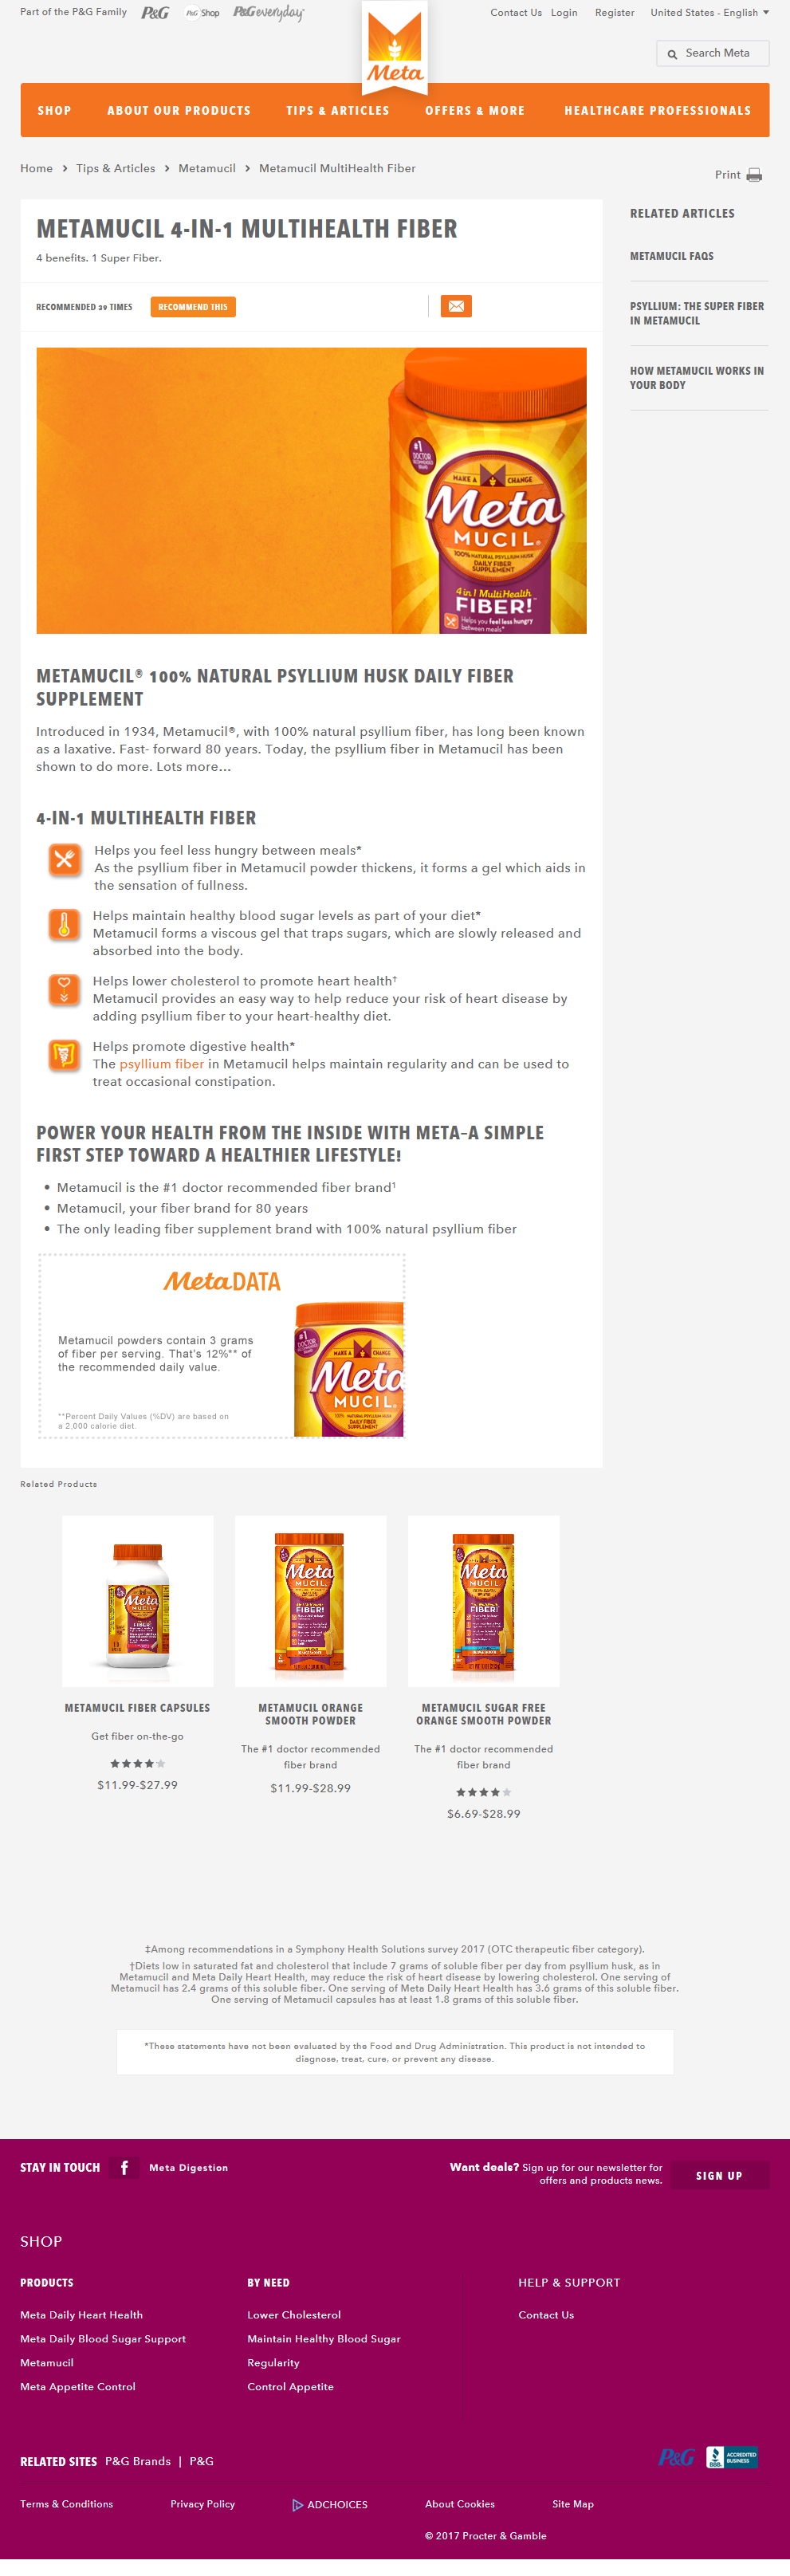 Part of the P&G Family P&G P&G Shop P&G everyday
Contact Us Login Register United States - English
Meta
Search Meta
SHOP ABOUT OUR PRODUCTS TIPS & ARTICLES OFFERS & MORE HEALTHCARE PROFESSIONALS
Home > Tips & Articles > Metamucil > Metamucil MultiHealth Fiber
Print
METAMUCIL 4-IN-1 MULTIHEALTH FIBER
4 benefits. 1 Super Fiber.
RECOMMENDED 39 TIMES RECOMMEND THIS
RELATED ARTICLES
METAMUCIL FAQS
PSYLLIUM: THE SUPER FIBER
IN METAMUCIL
HOW METAMUCIL WORKS IN
YOUR BODY
#1
DOCTOR
RECOMMENDED
BRAND
MAKE A CHANGE
Meta
MUCIL®
100% NATURAL PSYLLIUM HUSK
DAILY FIBER
SUPPLEMENT
4 in 1 MultiHealth
FIBER!™
Helps you feel less hungry
between meals*
METAMUCIL® 100% NATURAL PSYLLIUM HUSK DAILY FIBER
SUPPLEMENT
Introduced in 1934, Metamucil®, with 100% natural psyllium fiber, has long been known
as a laxative. Fast- forward 80 years. Today, the psyllium fiber in Metamucil has been
shown to do more. Lots more...
4-IN-1 MULTIHEALTH FIBER
Helps you feel less hungry between meals*
As the psyllium fiber in Metamucil powder thickens, it forms a gel which aids in
the sensation of fullness.
Helps maintain healthy blood sugar levels as part of your diet*
Metamucil forms a viscous gel that traps sugars, which are slowly released and
absorbed into the body.
Helps lower cholesterol to promote heart health†
Metamucil provides an easy way to help reduce your risk of heart disease by
adding psyllium fiber to your heart-healthy diet.
Helps promote digestive health*
The psyllium fiber in Metamucil helps maintain regularity and can be used to
treat occasional constipation.
POWER YOUR HEALTH FROM THE INSIDE WITH META–A SIMPLE
FIRST STEP TOWARD A HEALTHIER LIFESTYLE!
• Metamucil is the #1 doctor recommended fiber brand¹
• Metamucil, your fiber brand for 80 years
• The only leading fiber supplement brand with 100% natural psyllium fiber
MetaDATA
Metamucil powders contain 3 grams
of fiber per serving. That's 12%** of
the recommended daily value.
**Percent Daily Values (%DV) are based on
a 2,000 calorie diet.
#1
DOCTOR
MAKE A CHANGE
Meta
MUCIL
100% NATURAL PSYLLIUM HUSK
DAILY FIBER
SUPPLEMENT
Related Products
Meta
MUCIL
Meta
MUCIL
FIBER!
Meta
MUCIL
FIBER!
METAMUCIL FIBER CAPSULES
Get fiber on-the-go
$11.99-$27.99
METAMUCIL ORANGE
SMOOTH POWDER
The #1 doctor recommended
fiber brand
$11.99-$28.99
METAMUCIL SUGAR FREE
ORANGE SMOOTH POWDER
The #1 doctor recommended
fiber brand
$6.69-$28.99
‡Among recommendations in a Symphony Health Solutions survey 2017 (OTC therapeutic fiber category).
†Diets low in saturated fat and cholesterol that include 7 grams of soluble fiber per day from psyllium husk, as in
Metamucil and Meta Daily Heart Health, may reduce the risk of heart disease by lowering cholesterol. One serving of
Metamucil has 2.4 grams of this soluble fiber. One serving of Meta Daily Heart Health has 3.6 grams of this soluble fiber.
One serving of Metamucil capsules has at least 1.8 grams of this soluble fiber.
*These statements have not been evaluated by the Food and Drug Administration. This product is not intended to
diagnose, treat, cure, or prevent any disease.
STAY IN TOUCH f Meta Digestion
Want deals? Sign up for our newsletter for
offers and products news.
SIGN UP
SHOP
PRODUCTS
Meta Daily Heart Health
Meta Daily Blood Sugar Support
Metamucil
Meta Appetite Control
BY NEED
Lower Cholesterol
Maintain Healthy Blood Sugar
Regularity
Control Appetite
HELP & SUPPORT
Contact Us
RELATED SITES P&G Brands | P&G
P&G
BBB ACCREDITED
BUSINESS
Terms & Conditions Privacy Policy ADCHOICES About Cookies Site Map
© 2017 Procter & Gamble